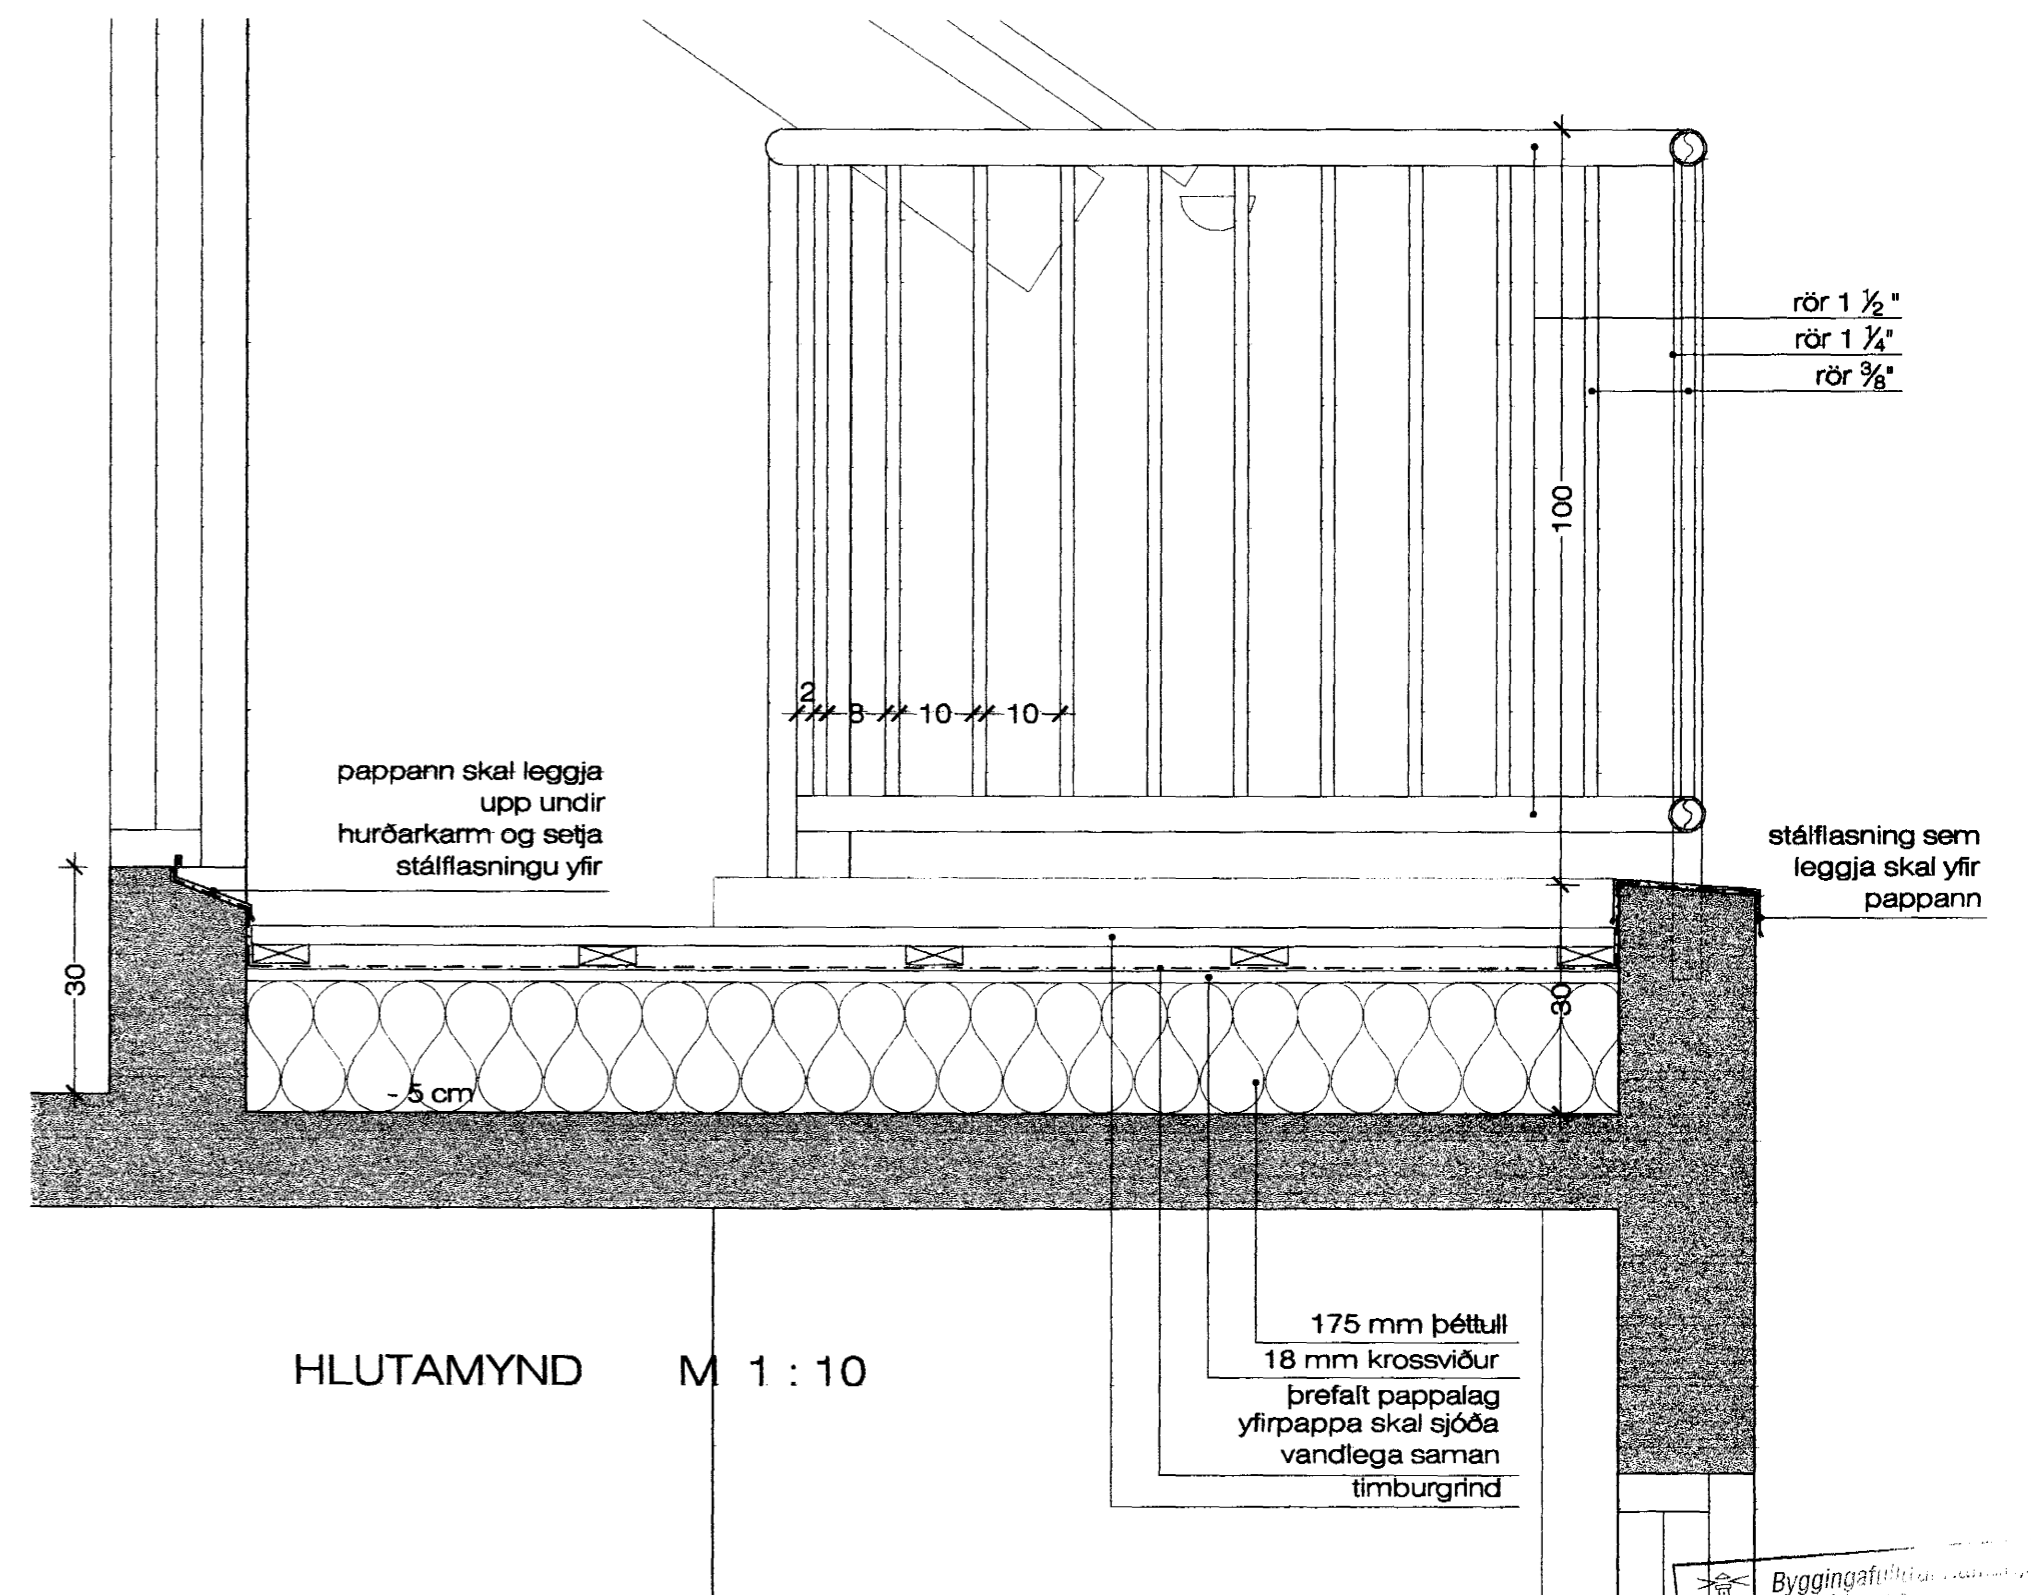 rör 1 ½"
rör 1 ¼"
rör ⅜"
100
2
8
10
10
pappann skal leggja
upp undir
hurðarkarm og setja
stálflasningu yfir
stálflasning sem
leggja skal yfir
pappann
30
30
- 5 cm
175 mm þéttull
18 mm krossviður
þrefalt pappalag
yfirpappa skal sjóða
vandlega saman
timburgrind
HLUTAMYND M 1 : 10